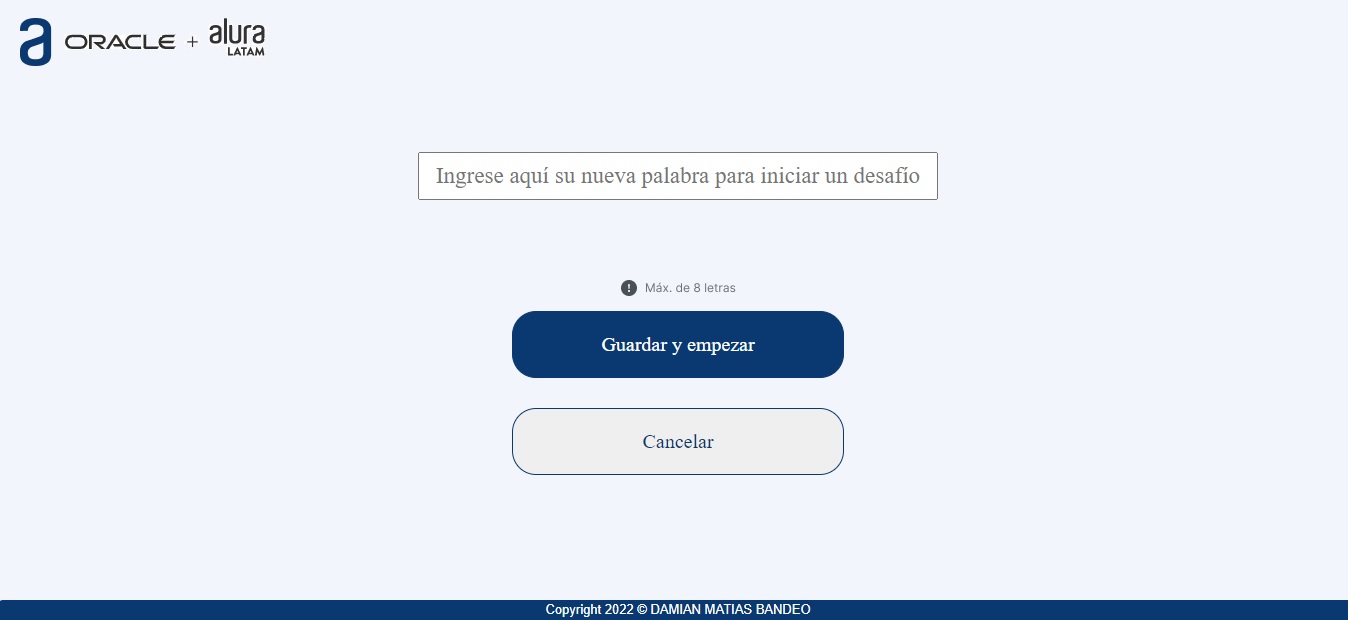 a ORACLE + alura
LATAM
Ingrese aquí su nueva palabra para iniciar un desafío
! Máx. de 8 letras
Guardar y empezar
Cancelar
Copyright 2022 © DAMIAN MATIAS BANDEO